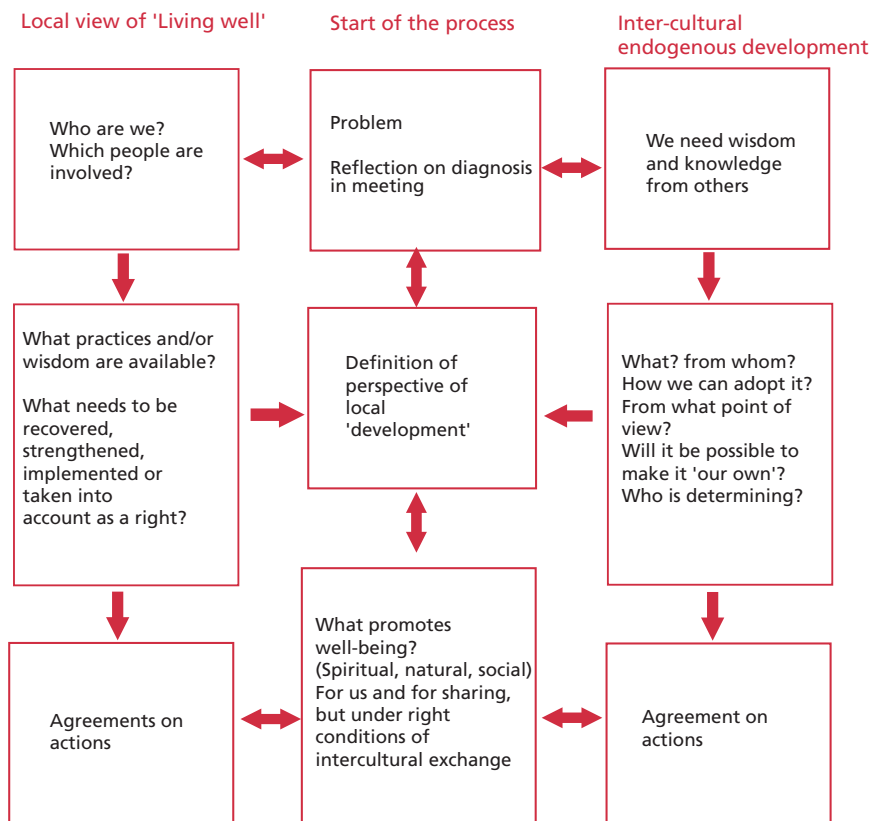 Local view of 'Living well'
Start of the process
Inter-cultural
endogenous development
Who are we?
Which people are
involved?
Problem
Reflection on diagnosis
in meeting
We need wisdom
and knowledge
from others
What practices and/or
wisdom are available?
What needs to be
recovered,
strengthened,
implemented or
taken into
account as a right?
Definition of
perspective of
local
'development'
What? from whom?
How we can adopt it?
From what point of
view?
Will it be possible to
make it 'our own'?
Who is determining?
Agreements on
actions
What promotes
well-being?
(Spiritual, natural, social)
For us and for sharing,
but under right
conditions of
intercultural exchange
Agreement on
actions